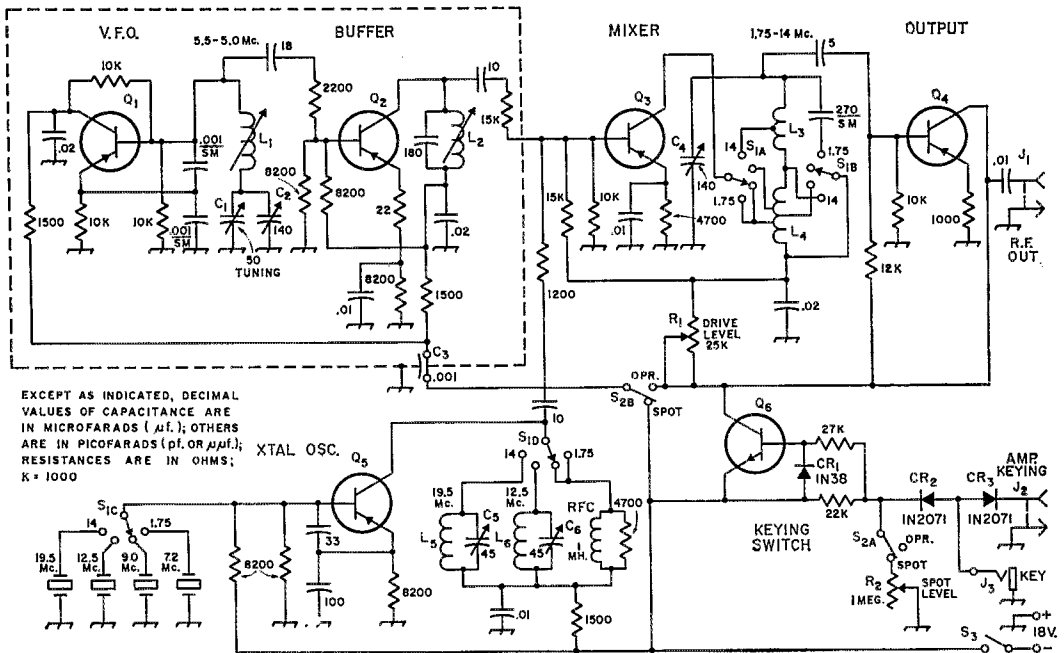 V.F.O.
BUFFER
MIXER
OUTPUT
5.5-5.0 Mc.
18
10K
Q1
.02
.001
SM
.001
SM
1500
10K
10K
L1
C1
C2
140
50
TUNING
2200
8200
8200
Q2
180
L2
22
.02
.01
8200
1500
C3
.001
10
15K
Q3
C4
140
15K
10K
.01
4700
1200
1.75-14 Mc.
5
L3
270
SM
14
S1A
1.75
1.75
S1B
14
L4
.02
Q4
10K
1000
12K
.01
J1
R.F.
OUT.
R1
DRIVE
LEVEL
25K
OPR.
S2B
SPOT
EXCEPT AS INDICATED, DECIMAL
VALUES OF CAPACITANCE ARE
IN MICROFARADS (µf.); OTHERS
ARE IN PICOFARADS (pf. OR µµf.);
RESISTANCES ARE IN OHMS;
K = 1000
XTAL OSC.
Q5
10
S1D
14
1.75
19.5
Mc.
12.5
Mc.
L5
C5
45
L6
C6
45
RFC
1
MH.
4700
S1C
14
1.75
19.5
Mc.
12.5
Mc.
9.0
Mc.
7.2
Mc.
8200
33
100
8200
.01
1500
Q6
27K
CR1
1N38
22K
KEYING
SWITCH
CR2
1N2071
CR3
1N2071
AMP.
KEYING
J2
S2A
OPR.
SPOT
R2
1 MEG.
SPOT
LEVEL
J3
KEY
S3
+
18V.
−